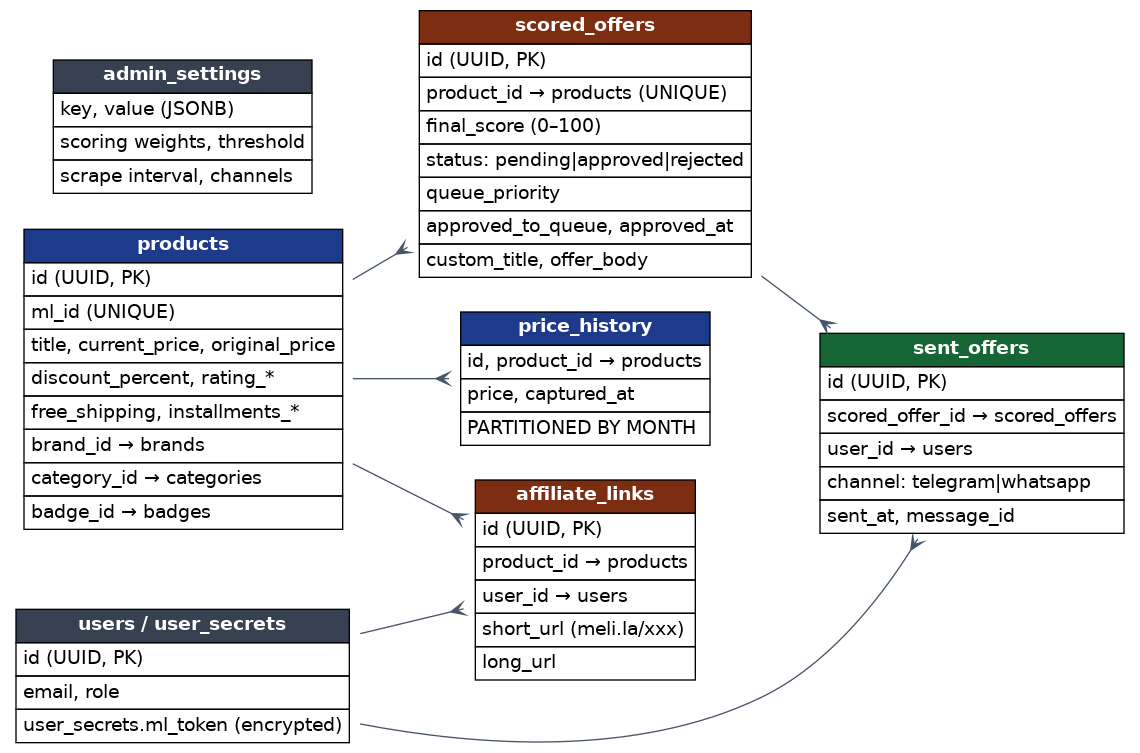 admin_settings
key, value (JSONB)
scoring weights, threshold
scrape interval, channels
scored_offers
id (UUID, PK)
product_id → products (UNIQUE)
final_score (0–100)
status: pending|approved|rejected
queue_priority
approved_to_queue, approved_at
custom_title, offer_body
products
id (UUID, PK)
ml_id (UNIQUE)
title, current_price, original_price
discount_percent, rating_*
free_shipping, installments_*
brand_id → brands
category_id → categories
badge_id → badges
price_history
id, product_id → products
price, captured_at
PARTITIONED BY MONTH
sent_offers
id (UUID, PK)
scored_offer_id → scored_offers
user_id → users
channel: telegram|whatsapp
sent_at, message_id
affiliate_links
id (UUID, PK)
product_id → products
user_id → users
short_url (meli.la/xxx)
long_url
users / user_secrets
id (UUID, PK)
email, role
user_secrets.ml_token (encrypted)